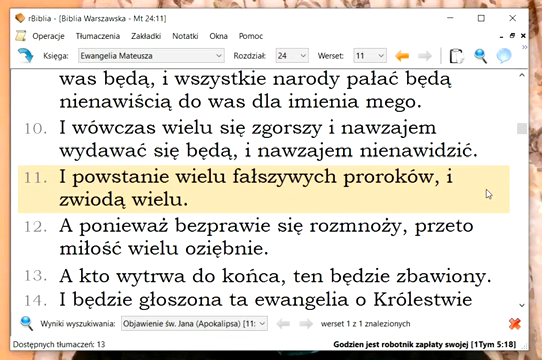 rBiblia - [Biblia Warszawska - Mt 24:11]
Operacje Tłumaczenia Zakładki Notatki Okna Pomoc
Księga: Ewangelia Mateusza Rozdział: 24 Werset: 11
was będą, i wszystkie narody pałać będą
nienawiścią do was dla imienia mego.
10. I wówczas wielu się zgorszy i nawzajem
wydawać się będą, i nawzajem nienawidzić.
11. I powstanie wielu fałszywych proroków, i
zwiodą wielu.
12. A ponieważ bezprawie się rozmnoży, przeto
miłość wielu oziębnie.
13. A kto wytrwa do końca, ten będzie zbawiony.
14. I będzie głoszona ta ewangelia o Królestwie
Wyniki wyszukiwania: Objawienie św. Jana (Apokalipsa) [11: werset 1 z 1 znalezionych
Dostępnych tłumaczeń: 13 Godzien jest robotnik zapłaty swojej [1Tym 5:18]